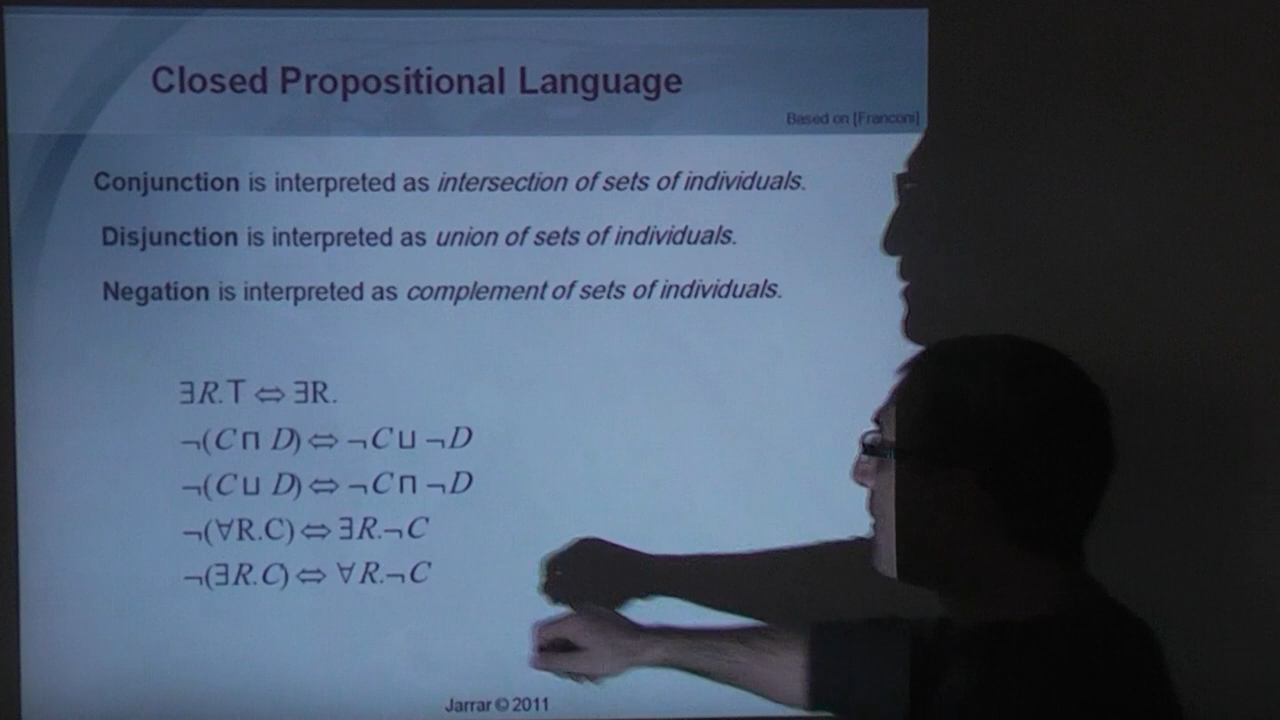 Closed Propositional Language
Based on [Franconi]
Conjunction is interpreted as intersection of sets of individuals.
Disjunction is interpreted as union of sets of individuals.
Negation is interpreted as complement of sets of individuals.
∃R.⊤ ⇔ ∃R.
¬(C⊓ D) ⇔ ¬C⊔ ¬D
¬(C⊔ D) ⇔ ¬C⊓ ¬D
¬(∀R.C) ⇔ ∃R.¬C
¬(∃R.C) ⇔ ∀R.¬C
Jarrar © 2011